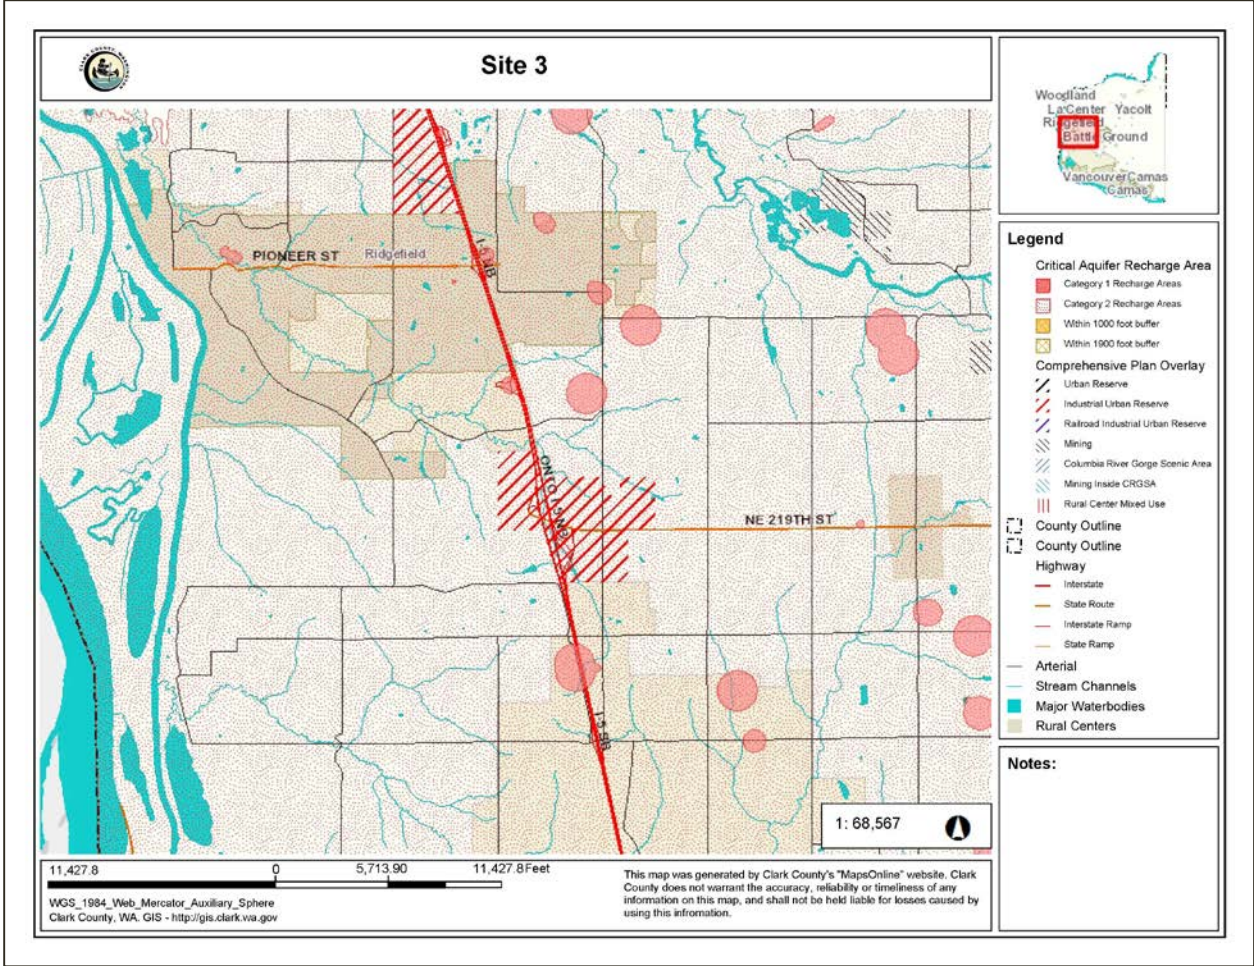 CLARK COUNTY, WASHINGTON
Site 3
Woodland
La Center Yacolt
Ridgefield
Battle Ground
Vancouver Camas
Camas
PIONEER ST
Ridgefield
I-5 NB
ONTO I-5 NB
NE 219TH ST
I-5 SB
1: 68,567
Legend
Critical Aquifer Recharge Area
Category 1 Recharge Areas
Category 2 Recharge Areas
Within 1000 foot buffer
Within 1900 foot buffer
Comprehensive Plan Overlay
Urban Reserve
Industrial Urban Reserve
Railroad Industrial Urban Reserve
Mining
Columbia River Gorge Scenic Area
Mining Inside CRGSA
Rural Center Mixed Use
County Outline
County Outline
Highway
Interstate
State Route
Interstate Ramp
State Ramp
Arterial
Stream Channels
Major Waterbodies
Rural Centers
Notes:
11,427.8 0 5,713.90 11,427.8 Feet
WGS_1984_Web_Mercator_Auxiliary_Sphere
Clark County, WA. GIS - http://gis.clark.wa.gov
This map was generated by Clark County's "MapsOnline" website. Clark
County does not warrant the accuracy, reliability or timeliness of any
information on this map, and shall not be held liable for losses caused by
using this infromation.